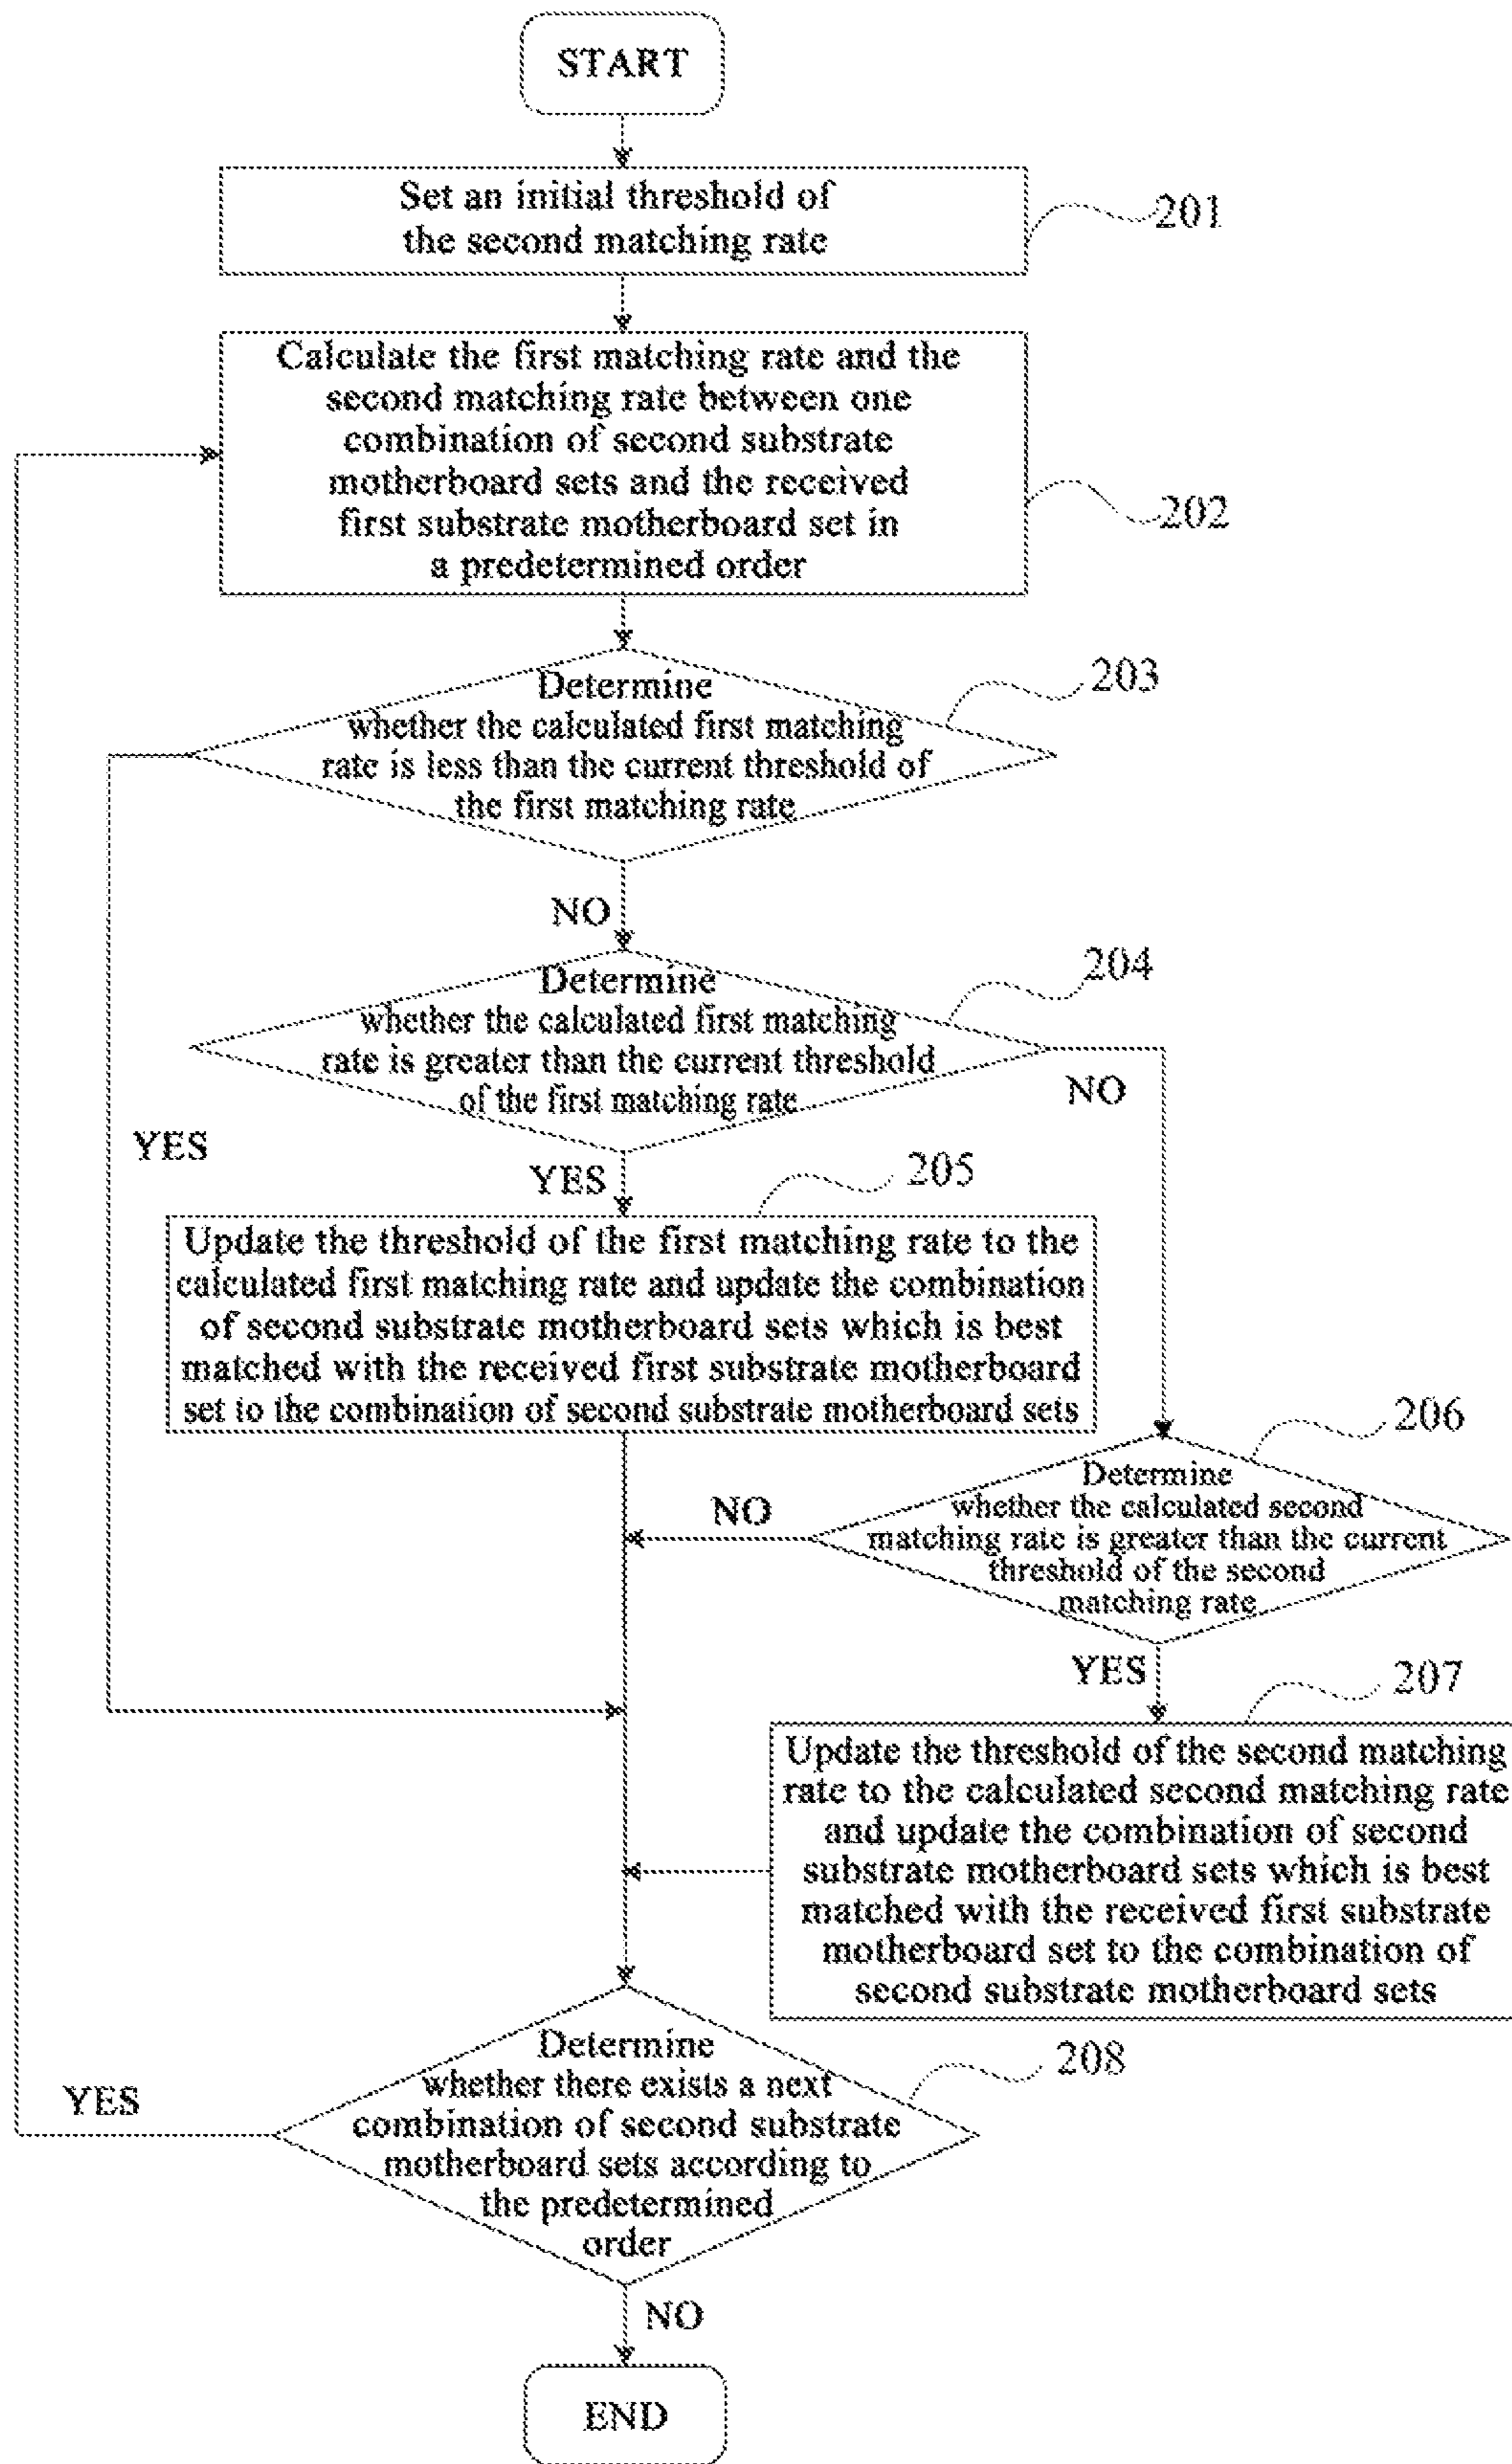 START
Set an initial threshold of
the second matching rate
201
Calculate the first matching rate and the
second matching rate between one
combination of second substrate
motherboard sets and the received
first substrate motherboard set in
a predetermined order
202
Determine
whether the calculated first matching
rate is less than the current threshold of
the first matching rate
203
NO
Determine
whether the calculated first matching
rate is greater than the current threshold
of the first matching rate
204
NO
YES
YES
205
Update the threshold of the first matching rate to the
calculated first matching rate and update the combination
of second substrate motherboard sets which is best
matched with the received first substrate motherboard
set to the combination of second substrate motherboard sets
206
Determine
whether the calculated second
matching rate is greater than the current
threshold of the second
matching rate
NO
YES
207
Update the threshold of the second matching
rate to the calculated second matching rate
and update the combination of second
substrate motherboard sets which is best
matched with the received first substrate
motherboard set to the combination of
second substrate motherboard sets
Determine
whether there exists a next
combination of second substrate
motherboard sets according to
the predetermined
order
208
YES
NO
END